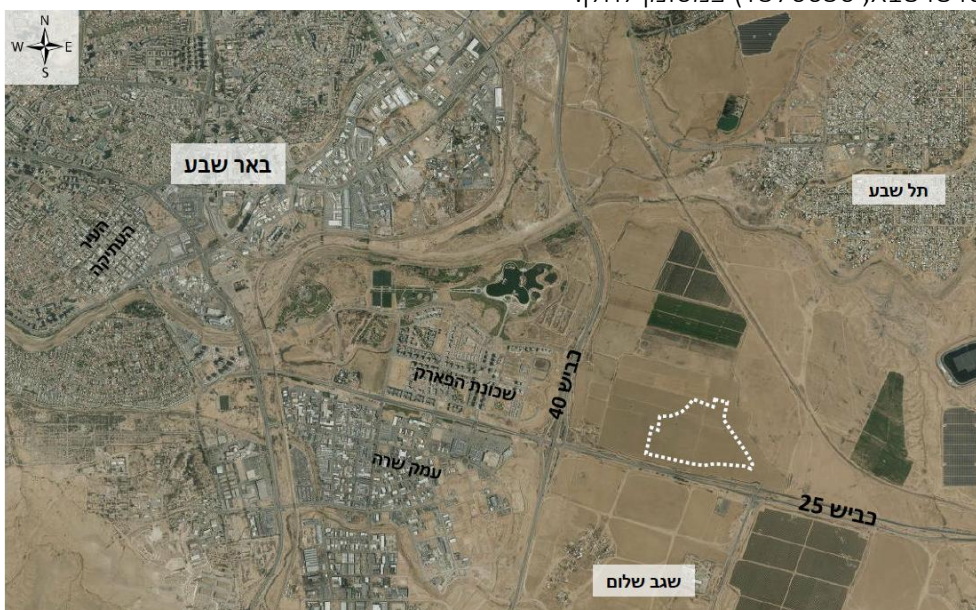 N
W E
S
באר שבע
תל שבע
העיר
העתיקה
שכונת הפארק
כביש 40
עמק שרה
כביש 25
שגב שלום